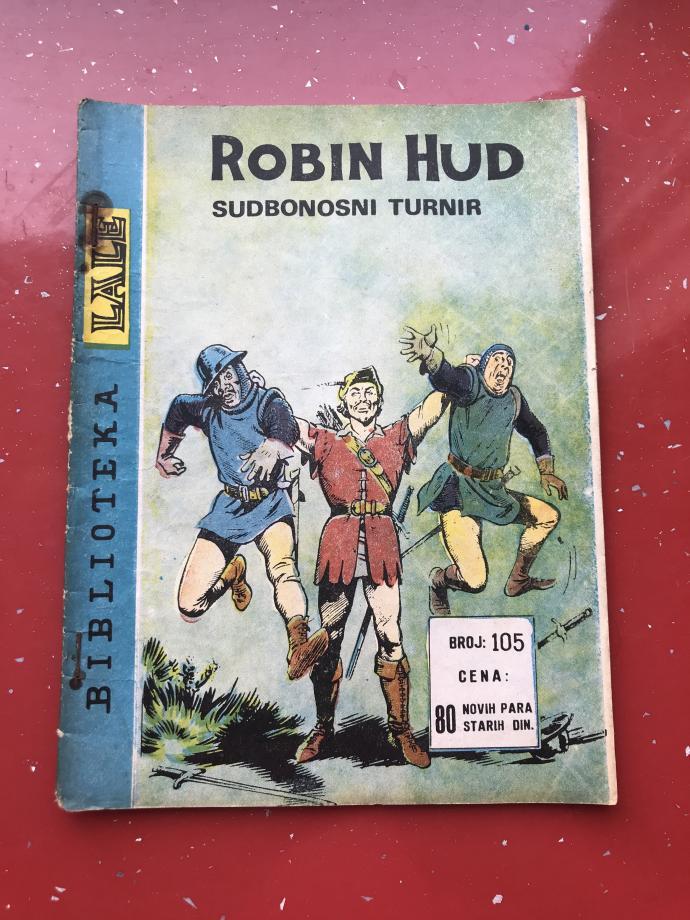 ROBIN HUD
SUDBONOSNI TURNIR
BIBLIOTEKA LALE
BROJ: 105
CENA:
80 NOVIH PARA
STARIH DIN.